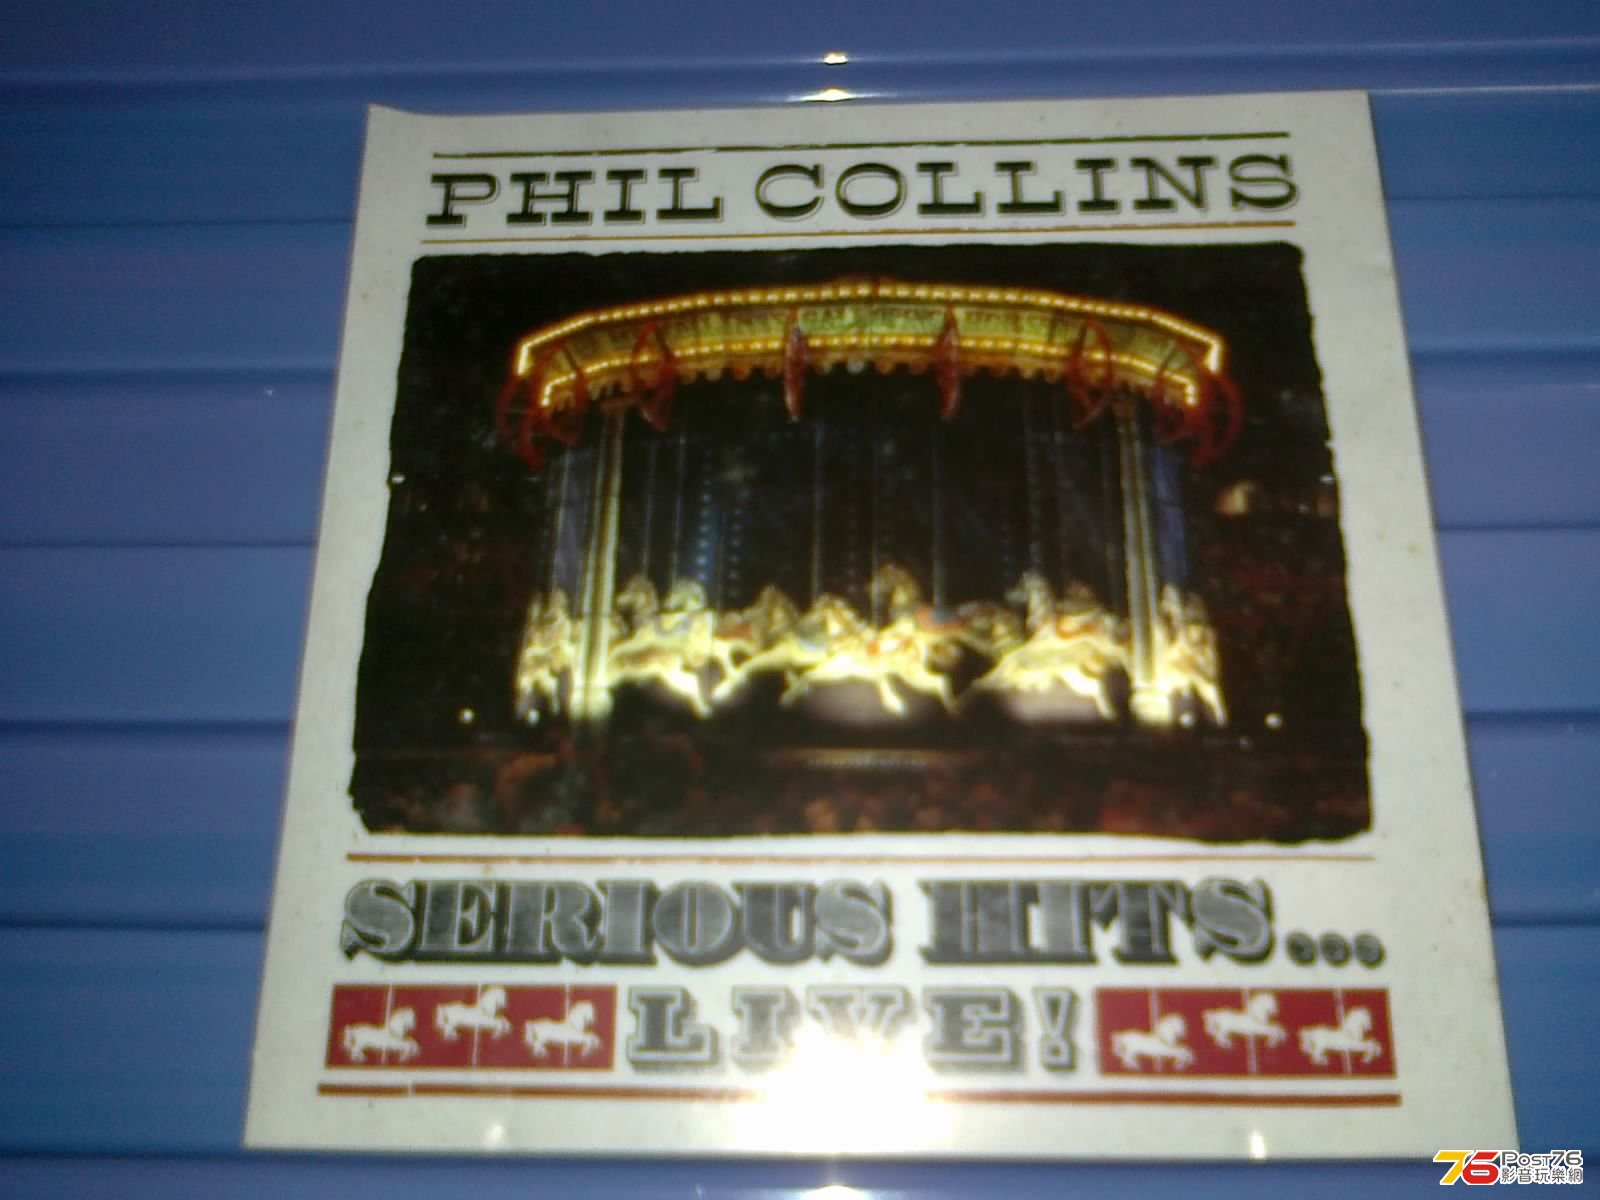 PHIL COLLINS
SERIOUS HITS...
LIVE!
76 Post76
影音玩樂網